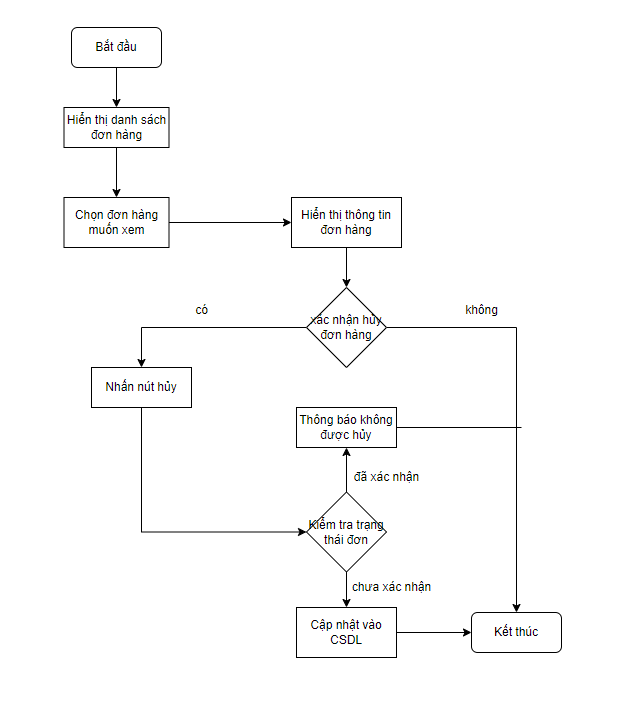 Bắt đầu
Hiển thị danh sách
đơn hàng
Chọn đơn hàng
muốn xem
Hiển thị thông tin
đơn hàng
xác nhận hủy
đơn hàng
có
không
Nhấn nút hủy
Thông báo không
được hủy
đã xác nhận
Kiểm tra trạng
thái đơn
chưa xác nhận
Cập nhật vào
CSDL
Kết thúc